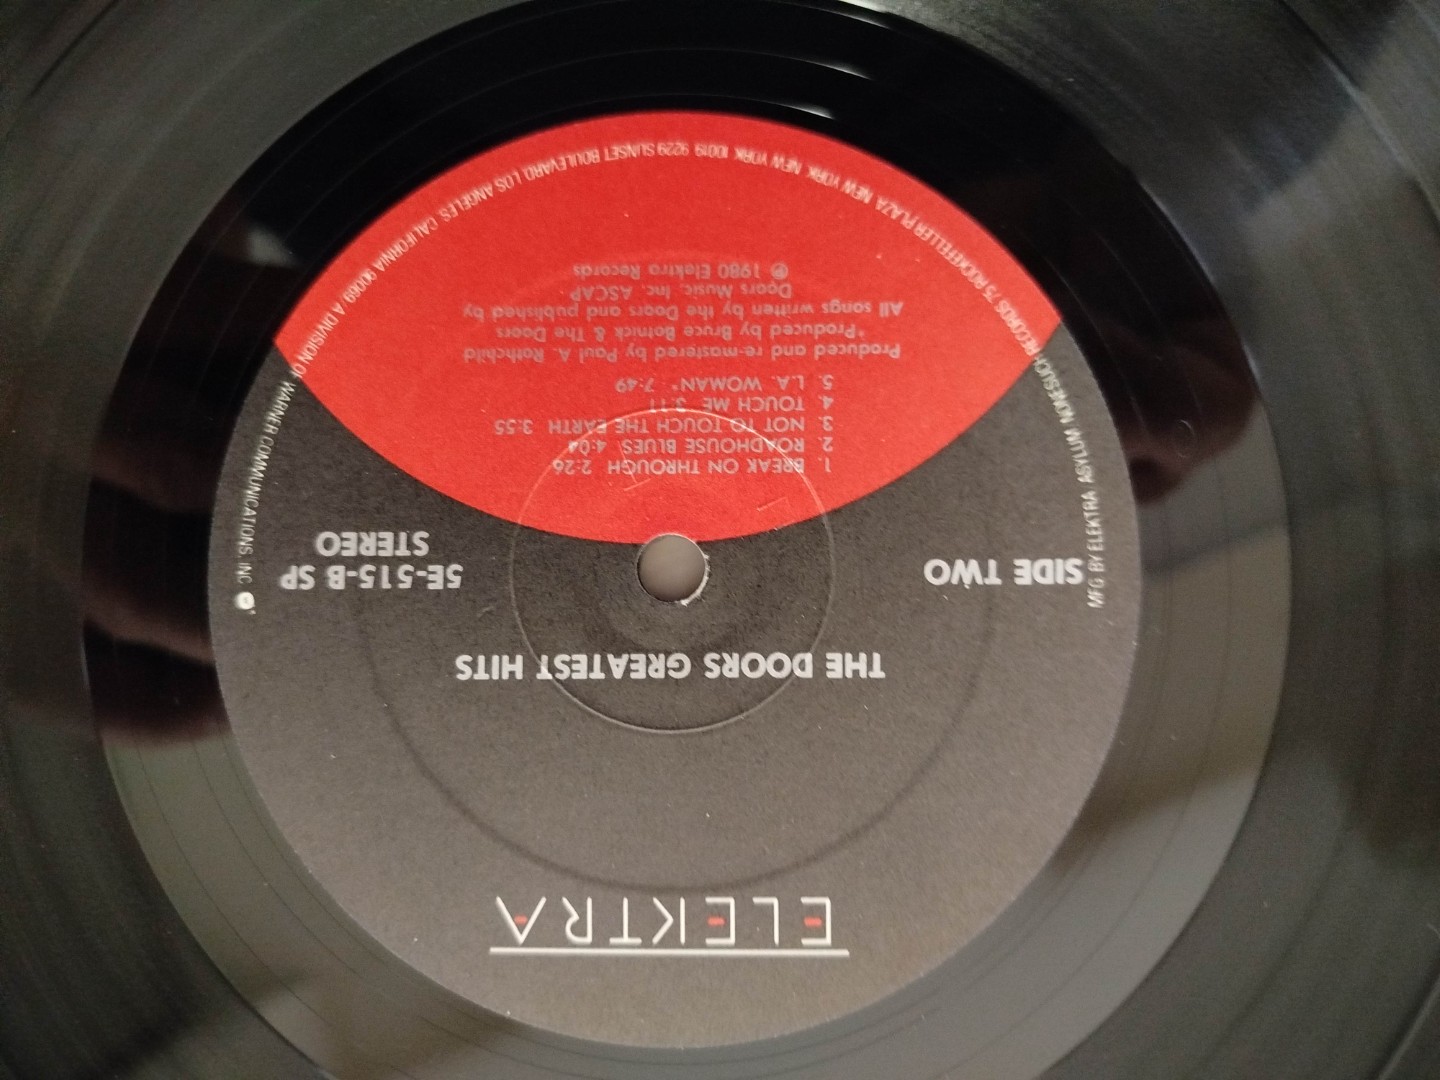 ELEKTRA
THE DOORS GREATEST HITS
SIDE TWO
5E-515-B SP
STEREO
1. BREAK ON THROUGH 2:26
2. ROADHOUSE BLUES 4:04
3. NOT TO TOUCH THE EARTH 3:55
4. TOUCH ME 3:11
5. L.A. WOMAN* 7:49
Produced and re-mastered by Paul A. Rothchild
*Produced by Bruce Botnick & The Doors
All songs written by the Doors and published by
Doors Music, Inc. ASCAP
℗ 1980 Elektra Records
MFG. BY ELEKTRA ASYLUM NONESUCH RECORDS 75 ROCKEFELLER PLAZA NEW YORK NEW YORK 10019 9229 SUNSET BOULEVARD LOS ANGELES CALIFORNIA 90069 A DIVISION OF WARNER COMMUNICATIONS INC.